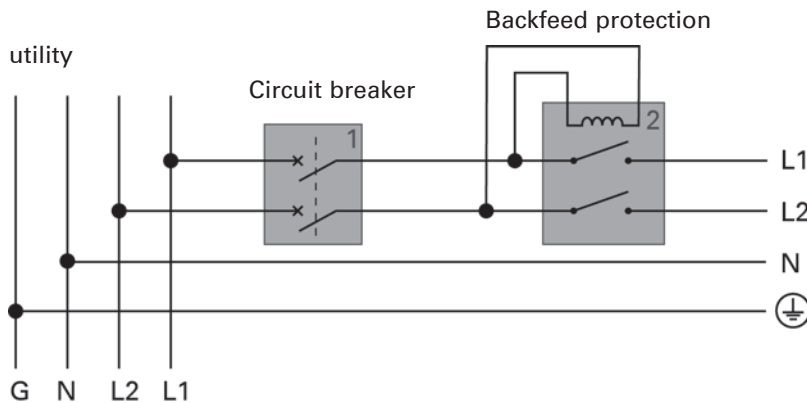 Backfeed protection
utility
Circuit breaker
1
2
L1
L2
N
G N L2 L1